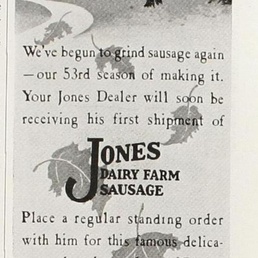 We've begun to grind sausage again
—our 53rd season of making it.
Your Jones Dealer will soon be
receiving his first shipment of
JONES
DAIRY FARM
SAUSAGE
Place a regular standing order
with him for this famous delica-